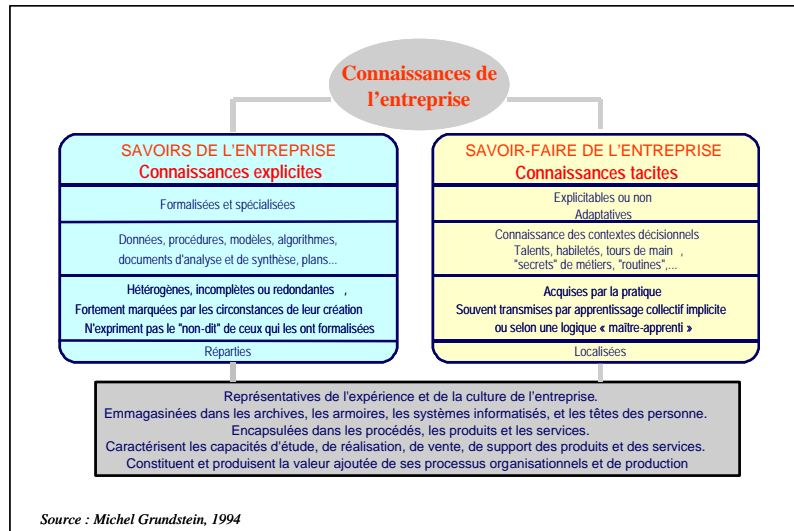 Connaissances de
l'entreprise
SAVOIRS DE L'ENTREPRISE
Connaissances explicites
Formalisées et spécialisées
Données, procédures, modèles, algorithmes,
documents d'analyse et de synthèse, plans...
Hétérogènes, incomplètes ou redondantes ,
Fortement marquées par les circonstances de leur création
N'expriment pas le "non-dit" de ceux qui les ont formalisées
Réparties
SAVOIR-FAIRE DE L'ENTREPRISE
Connaissances tacites
Explicitables ou non
Adaptatives
Connaissance des contextes décisionnels
Talents, habiletés, tours de main ,
"secrets" de métiers, "routines",...
Acquises par la pratique
Souvent transmises par apprentissage collectif implicite
ou selon une logique « maître-apprenti »
Localisées
Représentatives de l'expérience et de la culture de l'entreprise.
Emmagasinées dans les archives, les armoires, les systèmes informatisés, et les têtes des personne.
Encapsulées dans les procédés, les produits et les services.
Caractérisent les capacités d'étude, de réalisation, de vente, de support des produits et des services.
Constituent et produisent la valeur ajoutée de ses processus organisationnels et de production
Source : Michel Grundstein, 1994